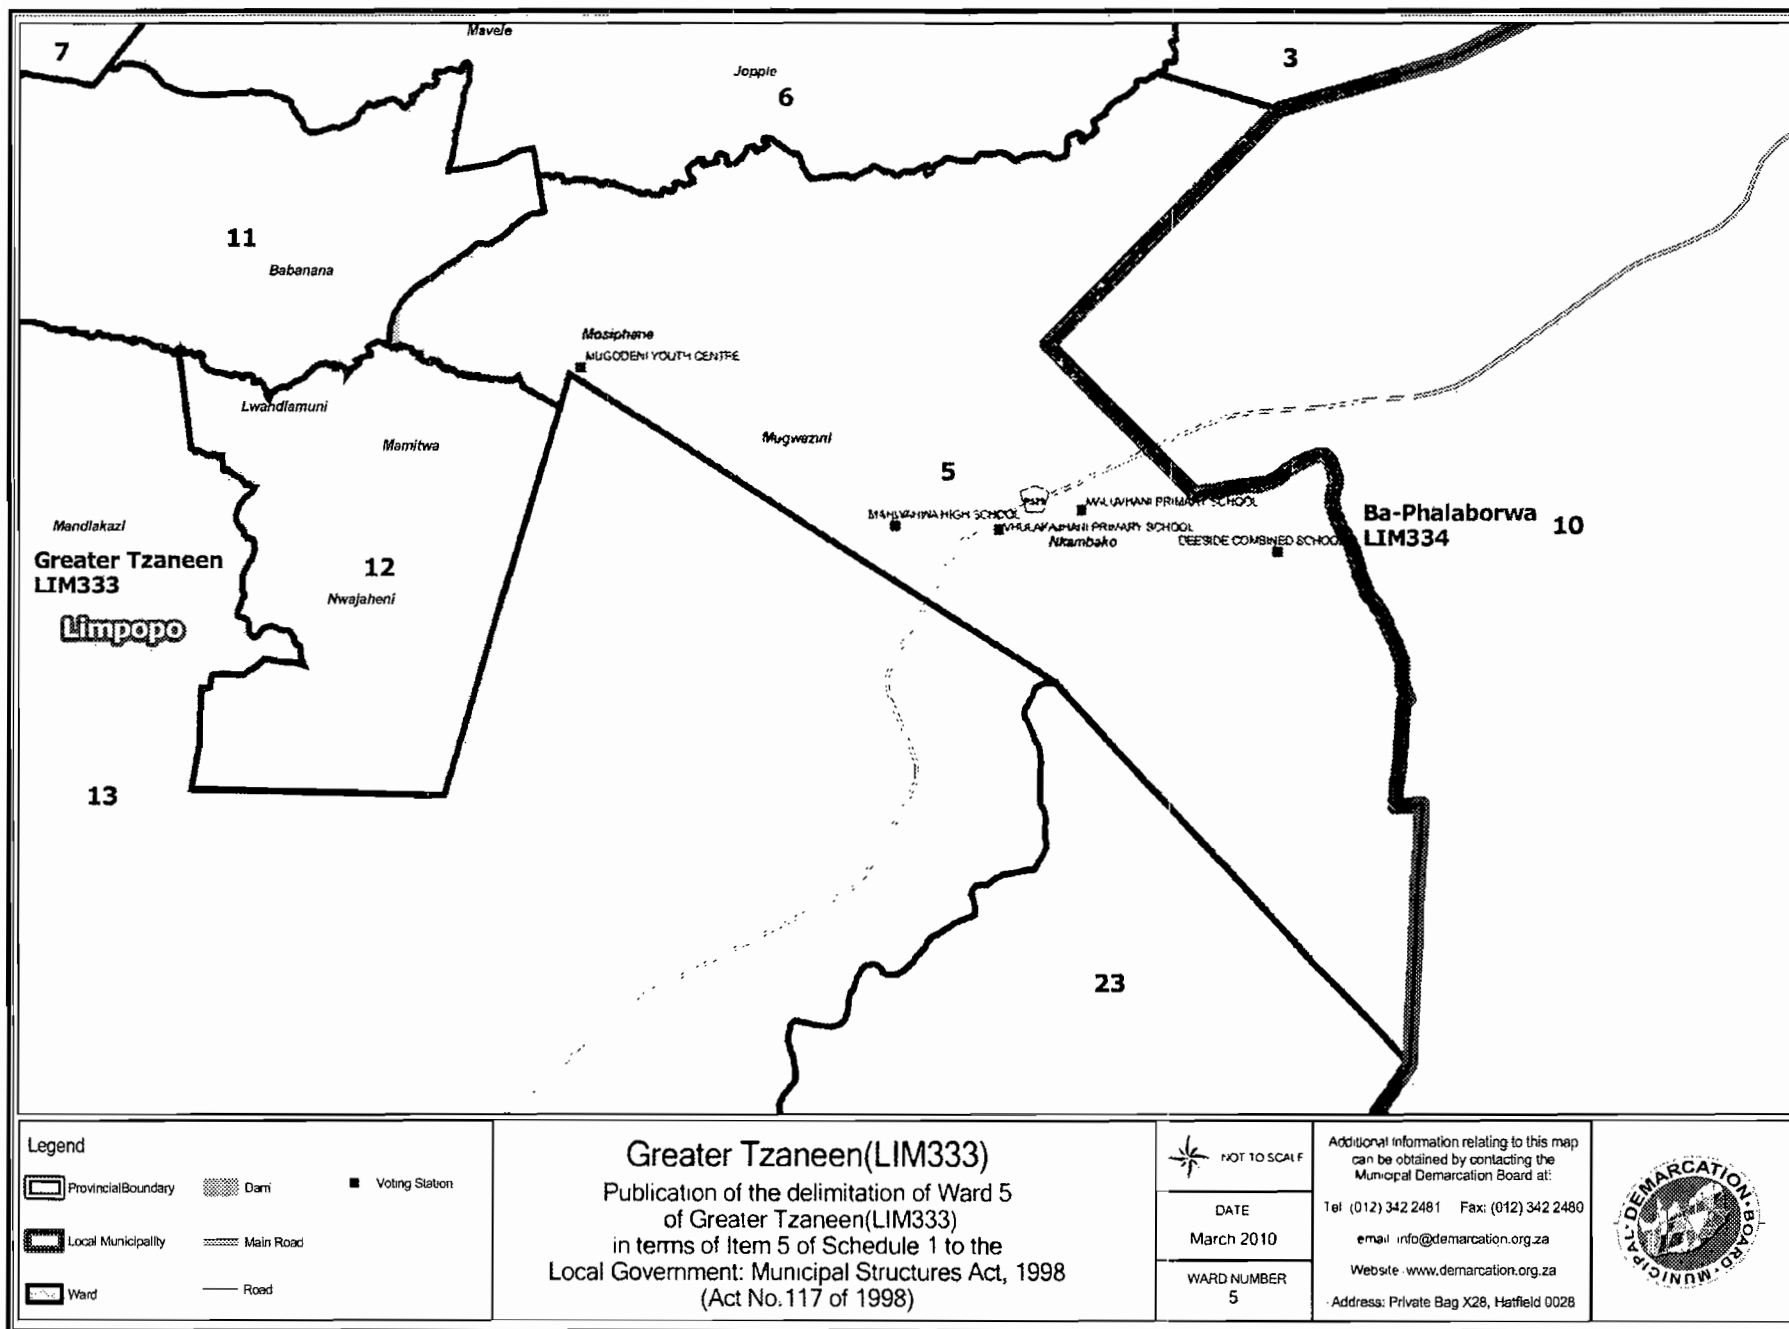 Mavele
7
3
Joppie
6
11
Babanana
Mosiphane
MUGODENI YOUTH CENTRE
Lwandlamuni
Mamitwa
Mugwazini
5
Mandlakazi
HIGH SCHOOL
PRIMARY SCHOOL
PRIMARY SCHOOL
Nkambako
DEESIDE COMBINED SCHOOL
Ba-Phalaborwa
LIM334
10
Greater Tzaneen
LIM333
12
Nwajaheni
Limpopo
13
23
Legend
ProvincialBoundary
Dam
Voting Station
Local Municipality
Main Road
Ward
Road
Greater Tzaneen(LIM333)
Publication of the delimitation of Ward 5
of Greater Tzaneen(LIM333)
in terms of Item 5 of Schedule 1 to the
Local Government: Municipal Structures Act, 1998
(Act No. 117 of 1998)
NOT TO SCALE
DATE
March 2010
WARD NUMBER
5
Additional information relating to this map
can be obtained by contacting the
Municipal Demarcation Board at:
Tel (012) 342 2481 Fax: (012) 342 2480
email info@demarcation.org.za
Website www.demarcation.org.za
Address: Private Bag X28, Hatfield 0028
MUNICIPAL • DEMARCATION • BOARD